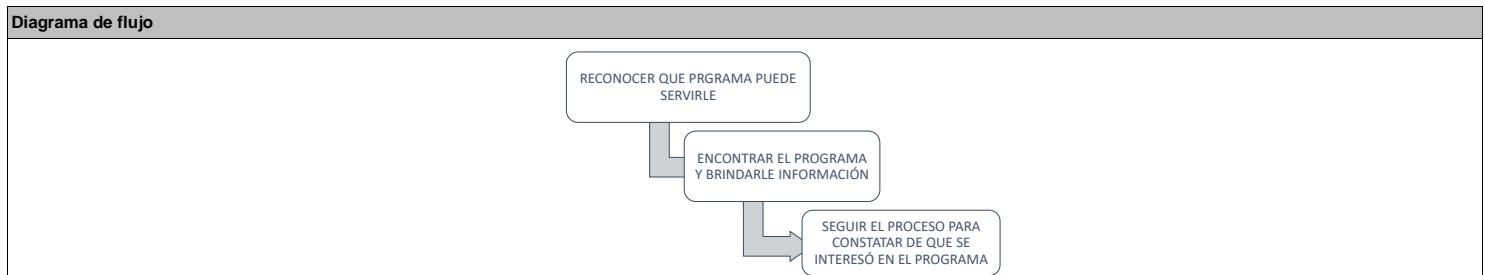 Diagrama de flujo
RECONOCER QUE PRGRAMA PUEDE
SERVIRLE
ENCONTRAR EL PROGRAMA
Y BRINDARLE INFORMACIÓN
SEGUIR EL PROCESO PARA
CONSTATAR DE QUE SE
INTERESÓ EN EL PROGRAMA